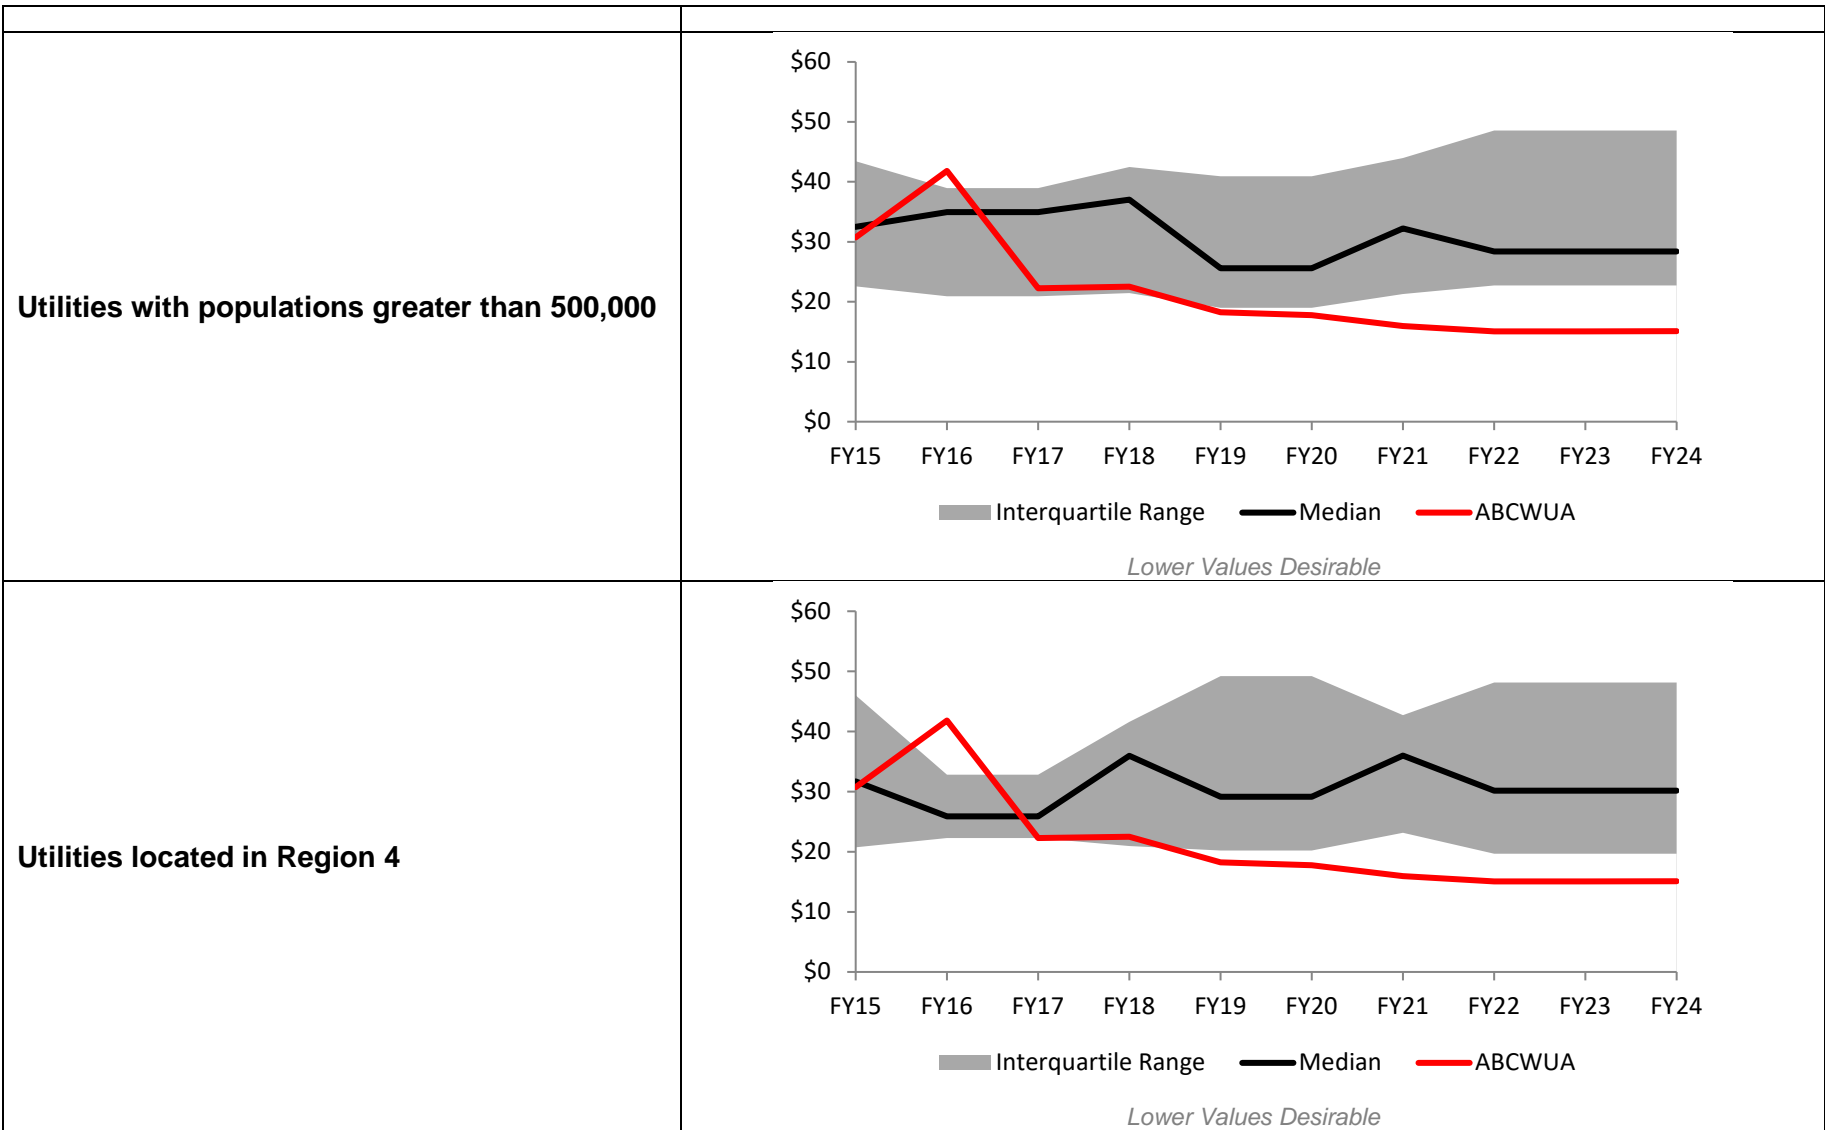 Utilities with populations greater than 500,000
$60
$50
$40
$30
$20
$10
$0
FY15 FY16 FY17 FY18 FY19 FY20 FY21 FY22 FY23 FY24
Interquartile Range Median ABCWUA
Lower Values Desirable
Utilities located in Region 4
$60
$50
$40
$30
$20
$10
$0
FY15 FY16 FY17 FY18 FY19 FY20 FY21 FY22 FY23 FY24
Interquartile Range Median ABCWUA
Lower Values Desirable